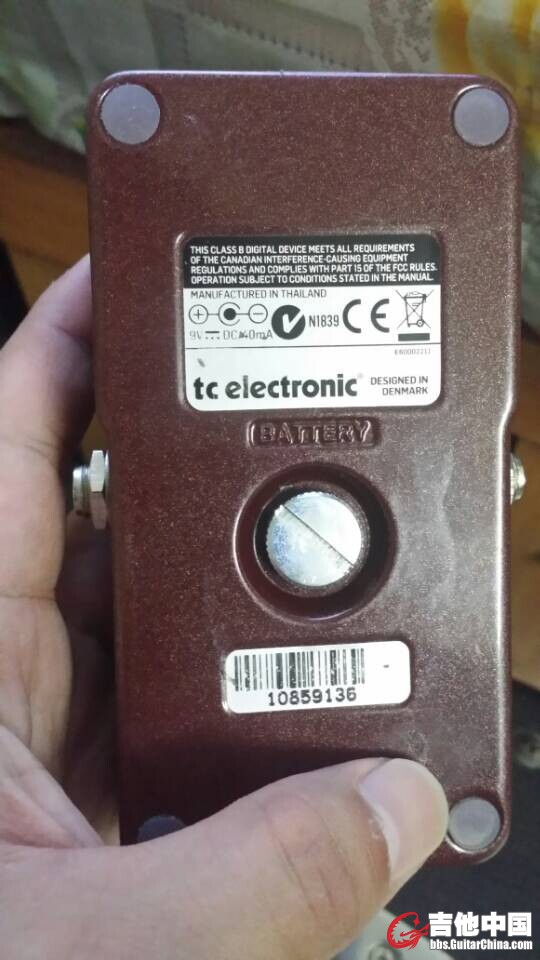 THIS CLASS B DIGITAL DEVICE MEETS ALL REQUIREMENTS
OF THE CANADIAN INTERFERENCE-CAUSING EQUIPMENT
REGULATIONS AND COMPLIES WITH PART 15 OF THE FCC RULES.
OPERATION SUBJECT TO CONDITIONS STATED IN THE MANUAL.
MANUFACTURED IN THAILAND
N1839 CE
9V DC 40mA
E60002211
tc electronic®
DESIGNED IN
DENMARK
BATTERY
10859136
吉他中国
bbs.GuitarChina.com